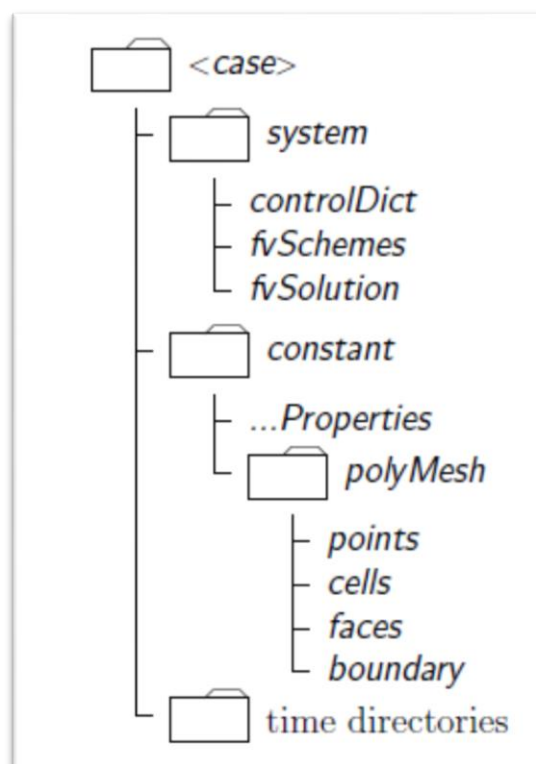 <case>
system
controlDict
fvSchemes
fvSolution
constant
...Properties
polyMesh
points
cells
faces
boundary
time directories